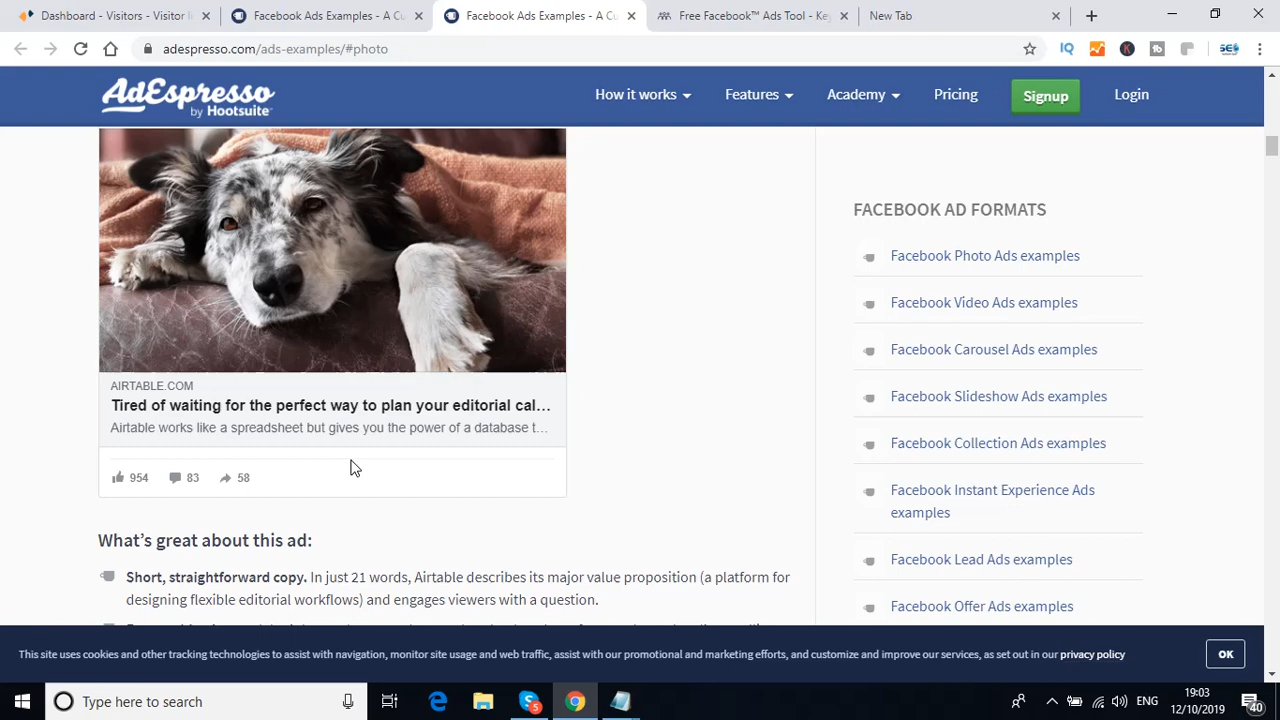 Dashboard - Visitors - Visitor li
Facebook Ads Examples - A Cu
Facebook Ads Examples - A Cu
Free Facebook™ Ads Tool - Key
New Tab
adespresso.com/ads-examples/#photo
IQ
K
tb
SEO
AdEspresso
by Hootsuite
How it works
Features
Academy
Pricing
Signup
Login
AIRTABLE.COM
Tired of waiting for the perfect way to plan your editorial cal...
Airtable works like a spreadsheet but gives you the power of a database t...
954
83
58
What's great about this ad:
Short, straightforward copy. In just 21 words, Airtable describes its major value proposition (a platform for
designing flexible editorial workflows) and engages viewers with a question.
FACEBOOK AD FORMATS
Facebook Photo Ads examples
Facebook Video Ads examples
Facebook Carousel Ads examples
Facebook Slideshow Ads examples
Facebook Collection Ads examples
Facebook Instant Experience Ads
examples
Facebook Lead Ads examples
Facebook Offer Ads examples
This site uses cookies and other tracking technologies to assist with navigation, monitor site usage and web traffic, assist with our promotional and marketing efforts, and customize and improve our services, as set out in our privacy policy
OK
Type here to search
5
ENG
19:03
12/10/2019
40